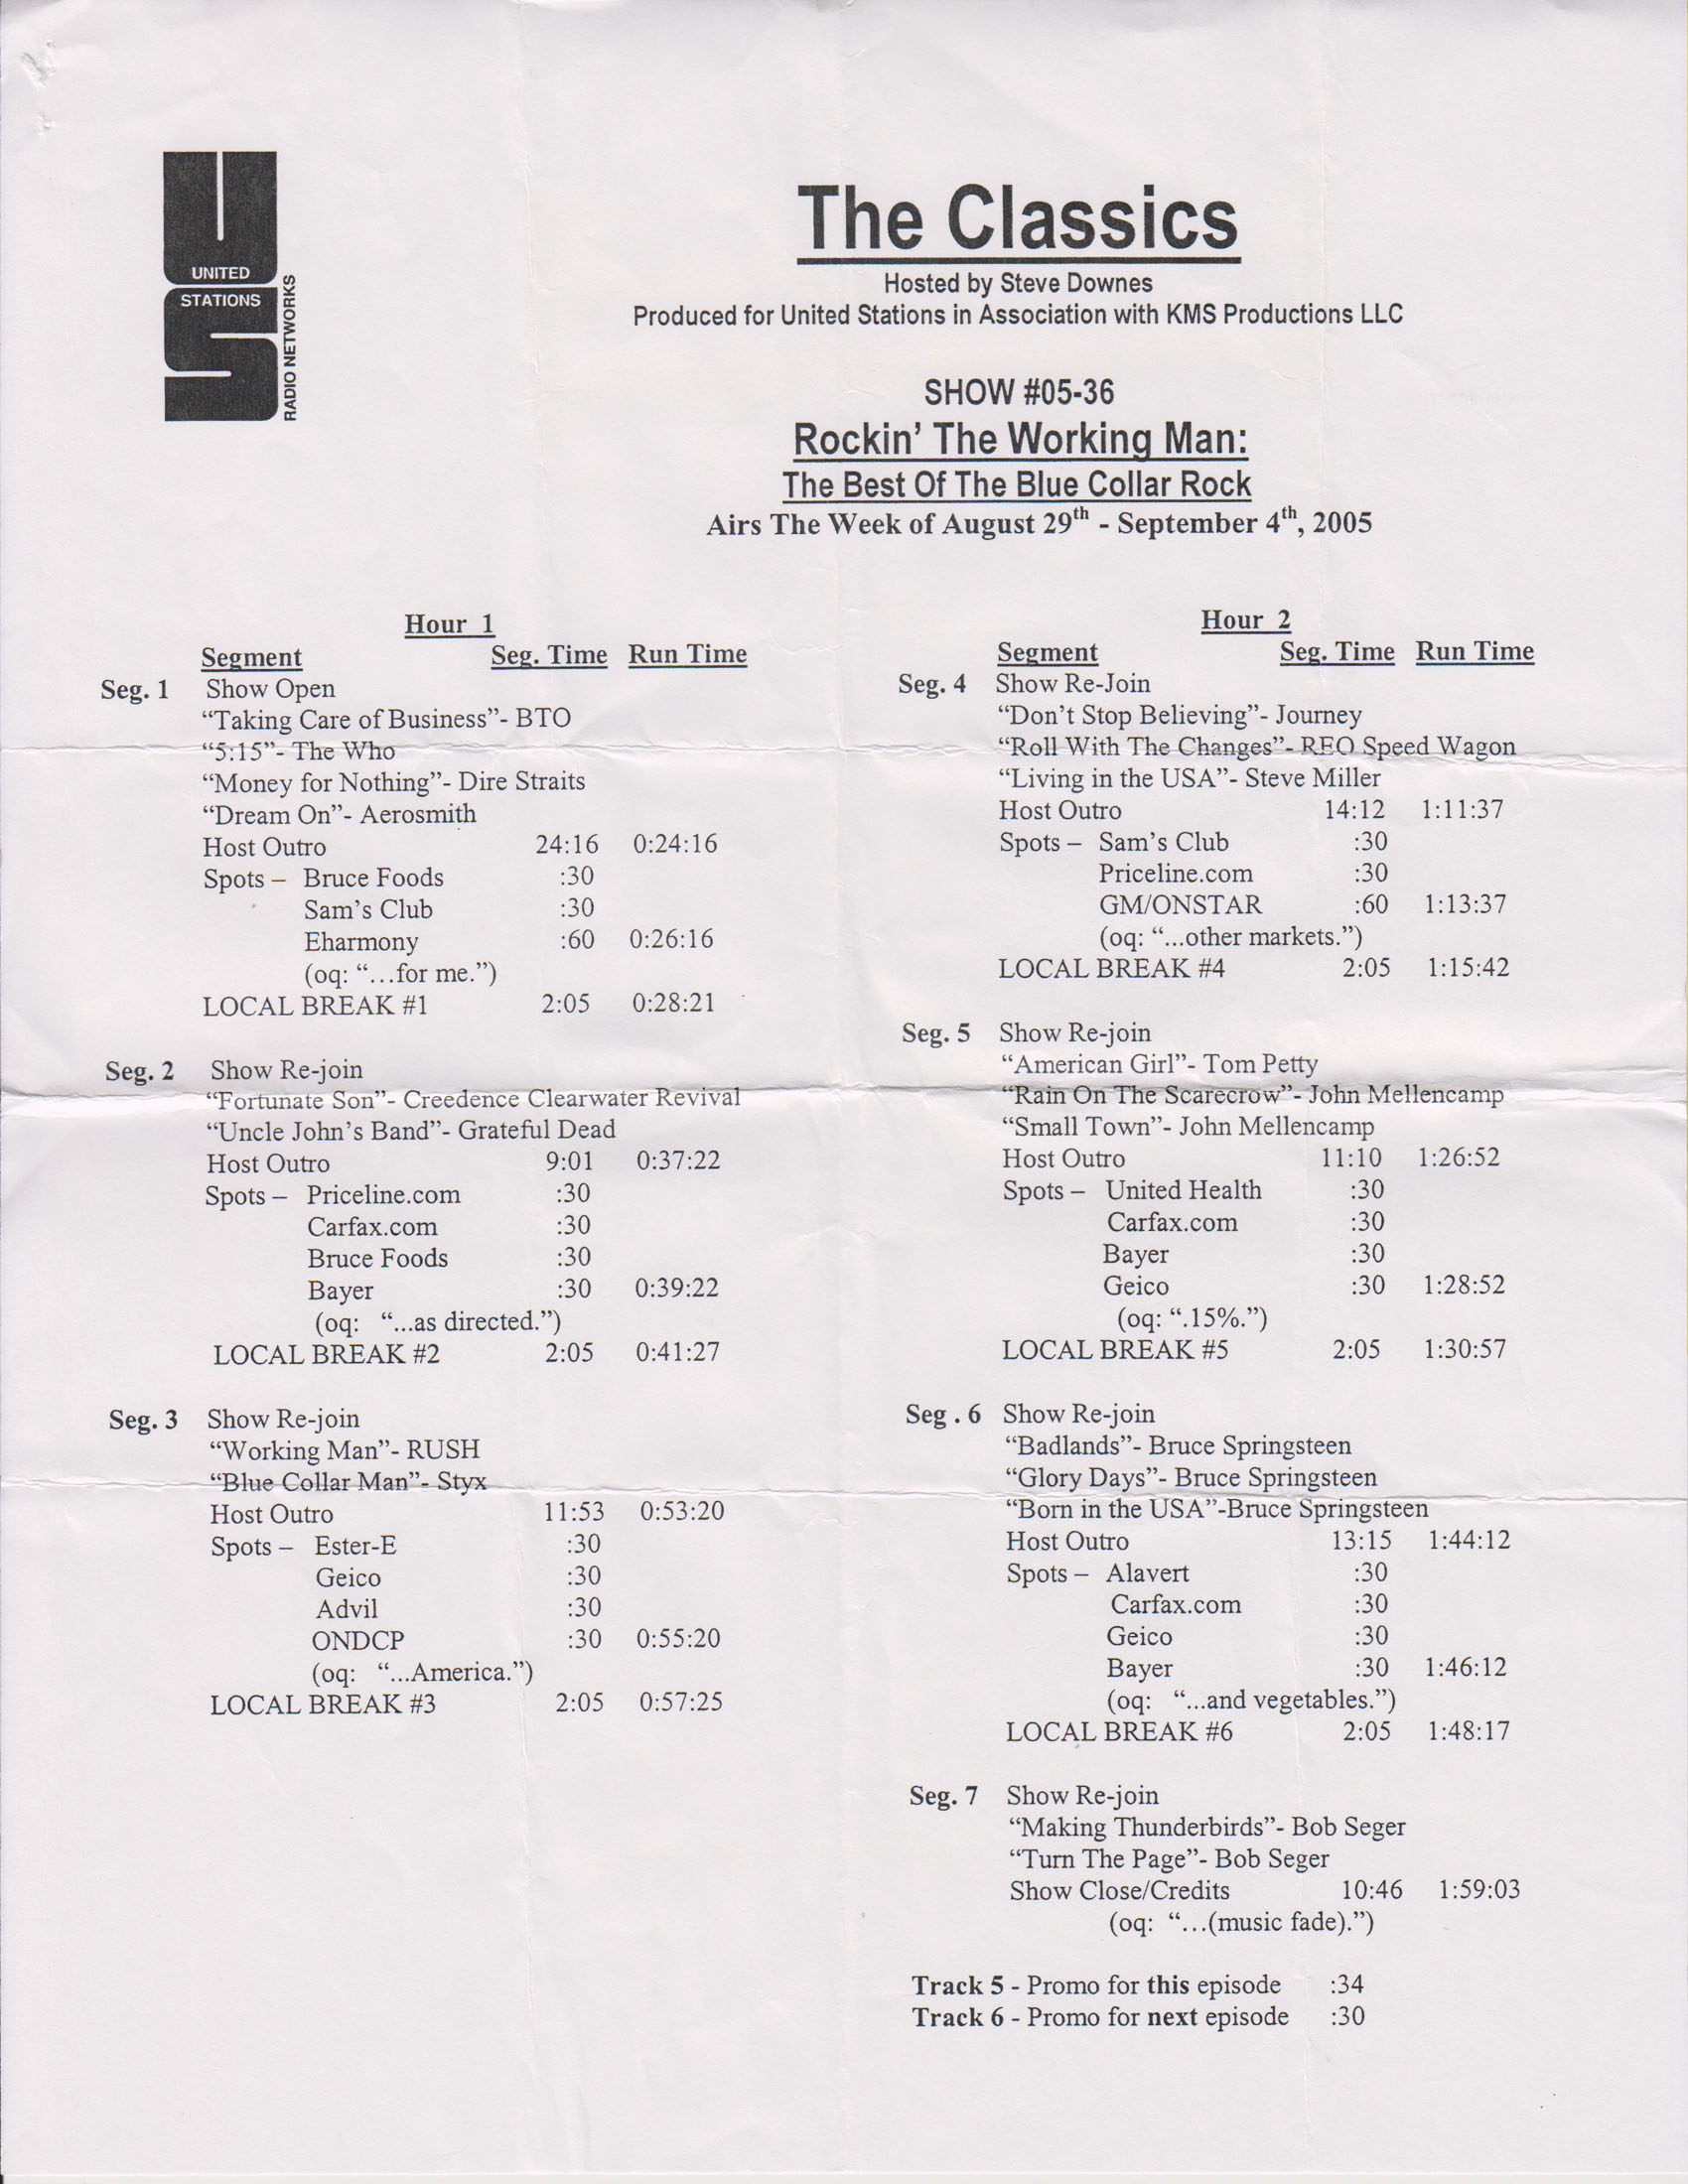 UNITED
STATIONS
RADIO NETWORKS
The Classics
Hosted by Steve Downes
Produced for United Stations in Association with KMS Productions LLC
SHOW #05-36
Rockin’ The Working Man:
The Best Of The Blue Collar Rock
Airs The Week of August 29th - September 4th, 2005
Hour 1
Segment Seg. Time Run Time
Seg. 1 Show Open
“Taking Care of Business”- BTO
“5:15”- The Who
“Money for Nothing”- Dire Straits
“Dream On”- Aerosmith
Host Outro 24:16 0:24:16
Spots – Bruce Foods :30
Sam’s Club :30
Eharmony :60 0:26:16
(oq: “…for me.”)
LOCAL BREAK #1 2:05 0:28:21
Seg. 2 Show Re-join
“Fortunate Son”- Creedence Clearwater Revival
“Uncle John’s Band”- Grateful Dead
Host Outro 9:01 0:37:22
Spots – Priceline.com :30
Carfax.com :30
Bruce Foods :30
Bayer :30 0:39:22
(oq: “...as directed.”)
LOCAL BREAK #2 2:05 0:41:27
Seg. 3 Show Re-join
“Working Man”- RUSH
“Blue Collar Man”- Styx
Host Outro 11:53 0:53:20
Spots – Ester-E :30
Geico :30
Advil :30
ONDCP :30 0:55:20
(oq: “...America.”)
LOCAL BREAK #3 2:05 0:57:25
Hour 2
Segment Seg. Time Run Time
Seg. 4 Show Re-Join
“Don’t Stop Believing”- Journey
“Roll With The Changes”- REO Speed Wagon
“Living in the USA”- Steve Miller
Host Outro 14:12 1:11:37
Spots – Sam’s Club :30
Priceline.com :30
GM/ONSTAR :60 1:13:37
(oq: “...other markets.”)
LOCAL BREAK #4 2:05 1:15:42
Seg. 5 Show Re-join
“American Girl”- Tom Petty
“Rain On The Scarecrow”- John Mellencamp
“Small Town”- John Mellencamp
Host Outro 11:10 1:26:52
Spots – United Health :30
Carfax.com :30
Bayer :30
Geico :30 1:28:52
(oq: “.15%.”)
LOCAL BREAK #5 2:05 1:30:57
Seg . 6 Show Re-join
“Badlands”- Bruce Springsteen
“Glory Days”- Bruce Springsteen
“Born in the USA”-Bruce Springsteen
Host Outro 13:15 1:44:12
Spots – Alavert :30
Carfax.com :30
Geico :30
Bayer :30 1:46:12
(oq: “...and vegetables.”)
LOCAL BREAK #6 2:05 1:48:17
Seg. 7 Show Re-join
“Making Thunderbirds”- Bob Seger
“Turn The Page”- Bob Seger
Show Close/Credits 10:46 1:59:03
(oq: “…(music fade).”)
Track 5 - Promo for this episode :34
Track 6 - Promo for next episode :30